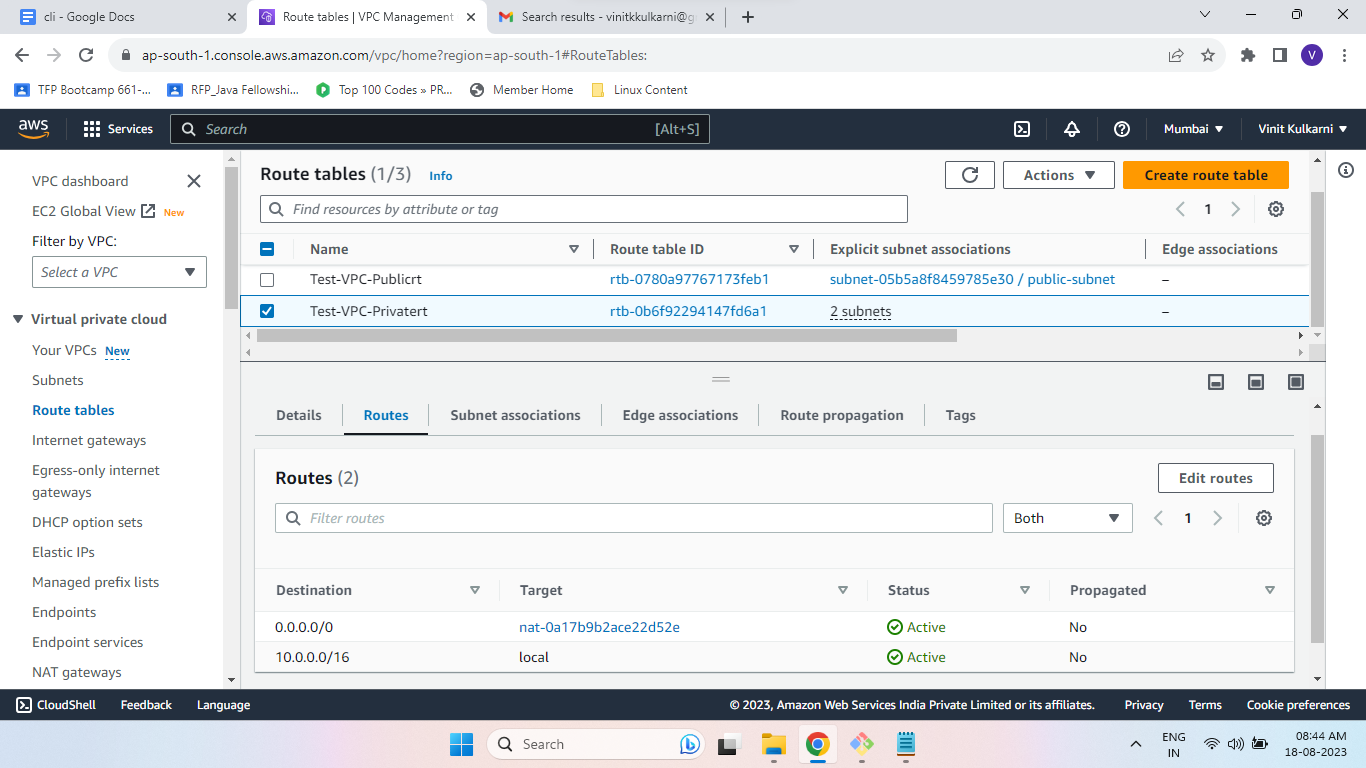 cli - Google Docs
Route tables | VPC Management
Search results - vinitkkulkarni@g
ap-south-1.console.aws.amazon.com/vpc/home?region=ap-south-1#RouteTables:
V
TFP Bootcamp 661-...
RFP_Java Fellowshi...
Top 100 Codes » PR...
Member Home
Linux Content
aws
Services
Search
[Alt+S]
Mumbai
Vinit Kulkarni
VPC dashboard
EC2 Global View
New
Filter by VPC:
Select a VPC
Virtual private cloud
Your VPCs
New
Subnets
Route tables
Internet gateways
Egress-only internet
gateways
DHCP option sets
Elastic IPs
Managed prefix lists
Endpoints
Endpoint services
NAT gateways
Route tables (1/3)
Info
Actions
Create route table
Find resources by attribute or tag
1
Name
Route table ID
Explicit subnet associations
Edge associations
Test-VPC-Publicrt
rtb-0780a97767173feb1
subnet-05b5a8f8459785e30 / public-subnet
–
Test-VPC-Privatert
rtb-0b6f92294147fd6a1
2 subnets
–
Details
Routes
Subnet associations
Edge associations
Route propagation
Tags
Routes (2)
Edit routes
Filter routes
Both
1
Destination
Target
Status
Propagated
0.0.0.0/0
nat-0a17b9b2ace22d52e
Active
No
10.0.0.0/16
local
Active
No
CloudShell
Feedback
Language
© 2023, Amazon Web Services India Private Limited or its affiliates.
Privacy
Terms
Cookie preferences
Search
ENG
IN
08:44 AM
18-08-2023